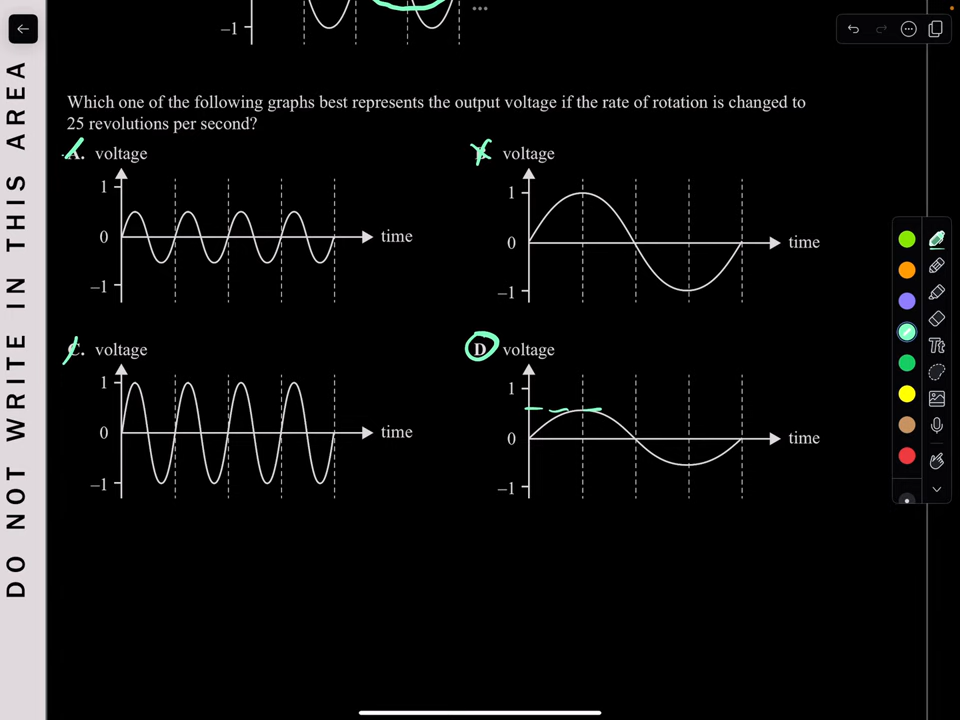 –1
DO NOT WRITE IN THIS AREA
Which one of the following graphs best represents the output voltage if the rate of rotation is changed to
25 revolutions per second?
A. voltage
1
0
–1
time
B. voltage
1
0
–1
time
C. voltage
1
0
–1
time
D voltage
1
0
–1
time
Tt